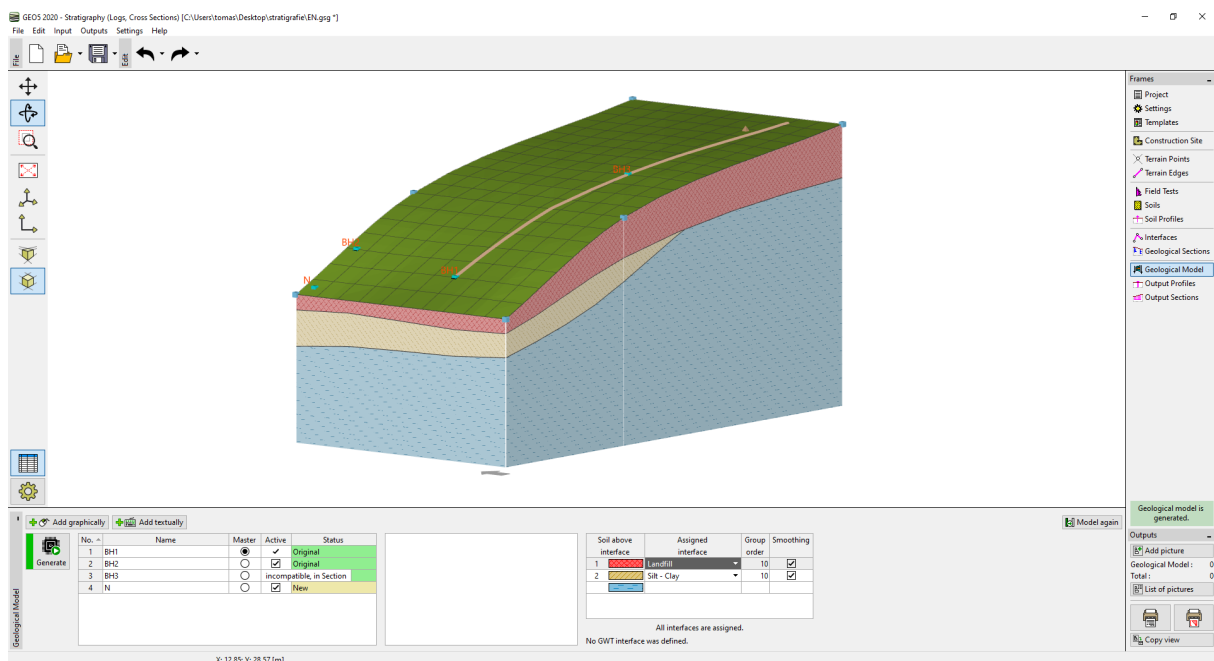 GEO5 2020 - Stratigraphy (Logs, Cross Sections) [C:\Users\tomas\Desktop\stratigrafie\EN.gsg *]
File Edit Input Outputs Settings Help
File
Edit
Frames
Project
Settings
Templates
Construction Site
Terrain Points
Terrain Edges
Field Tests
Soils
Soil Profiles
Interfaces
Geological Sections
Geological Model
Output Profiles
Output Sections
N
Geological model is
generated.
Outputs
Add picture
Geological Model : 0
Total : 0
List of pictures
Copy view
Geological Model
Add graphically Add textually Model again
Generate
No. Name Master Active Status
1 BH1 Original
2 BH2 Original
3 BH3 incompatible, in Section
4 N New
Soil above interface Assigned interface Group order Smoothing
1 Landfill 10
2 Silt - Clay 10
All interfaces are assigned.
No GWT interface was defined.
X: 12,85; Y: 28,57 [m]